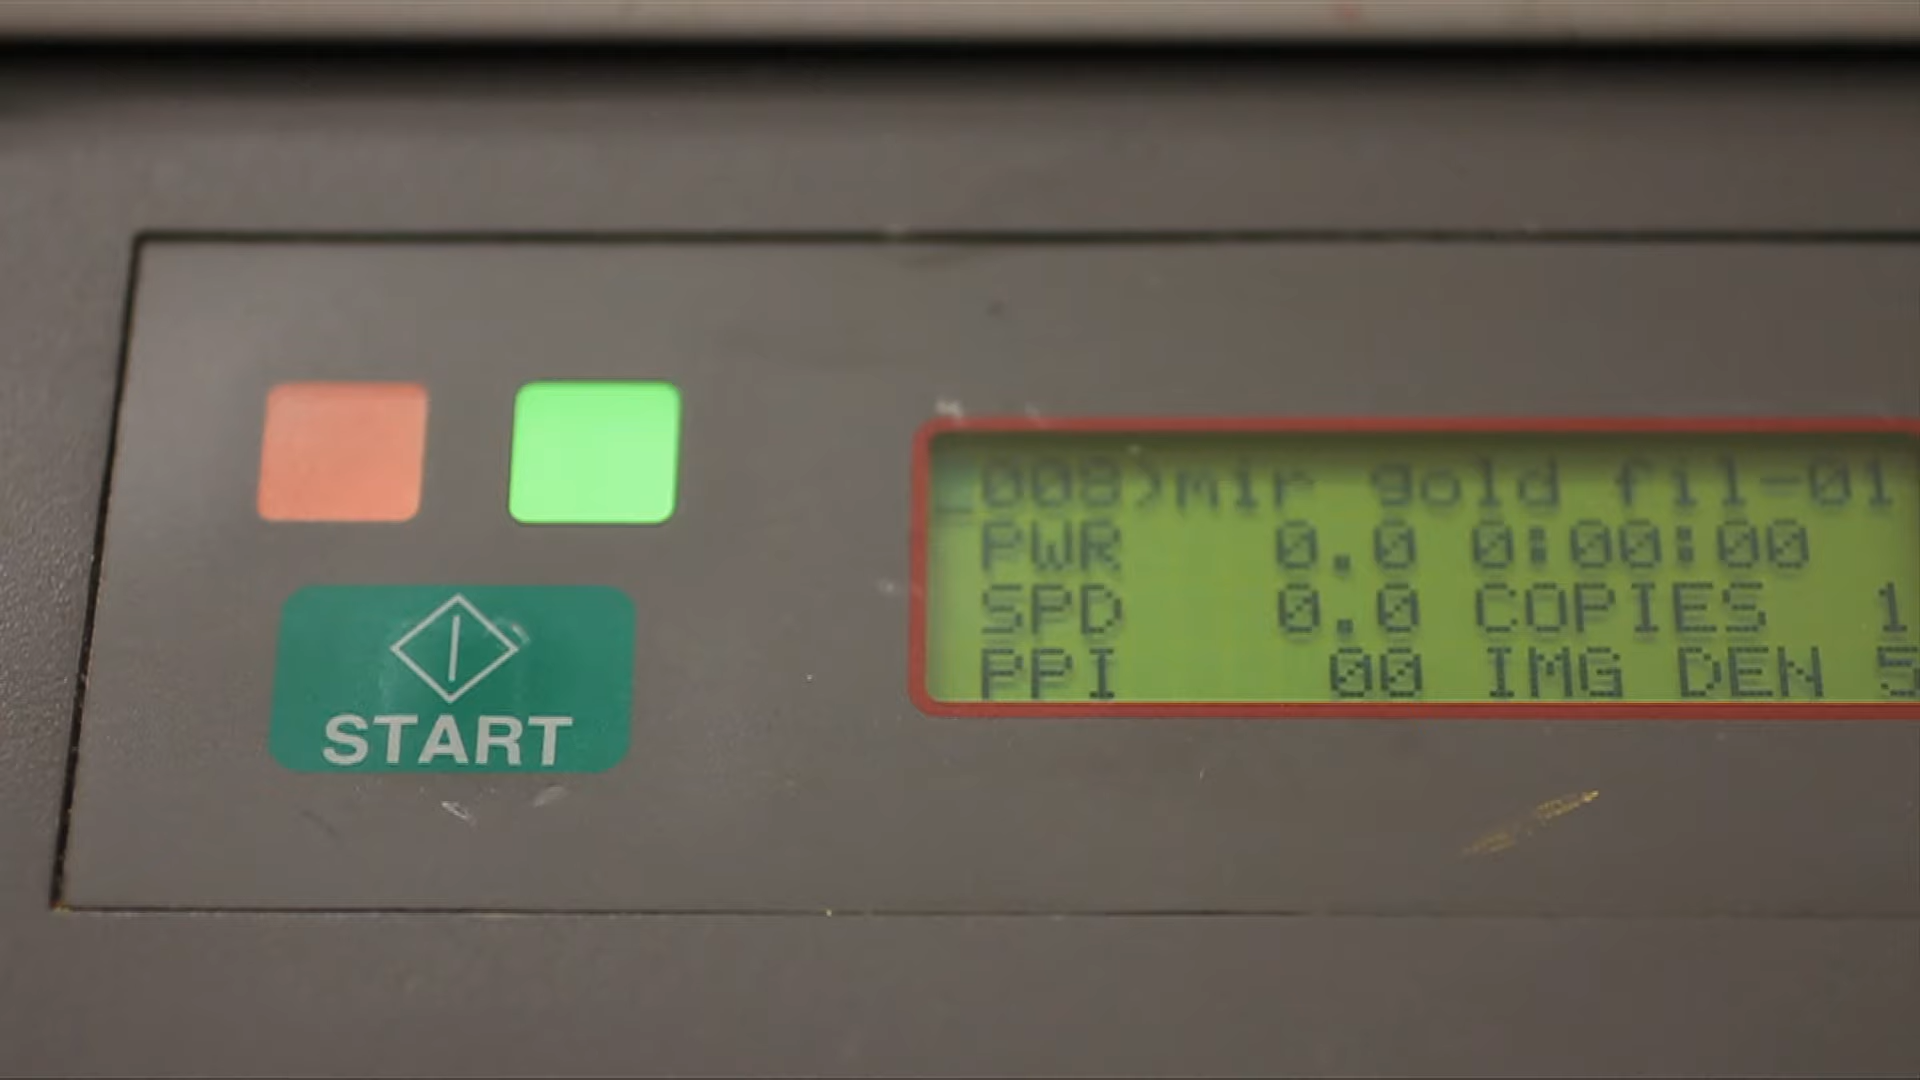 008>mir gold fil-01
PWR 0.0 0:00:00
SPD 0.0 COPIES 1
PPI 00 IMG DEN 5
START